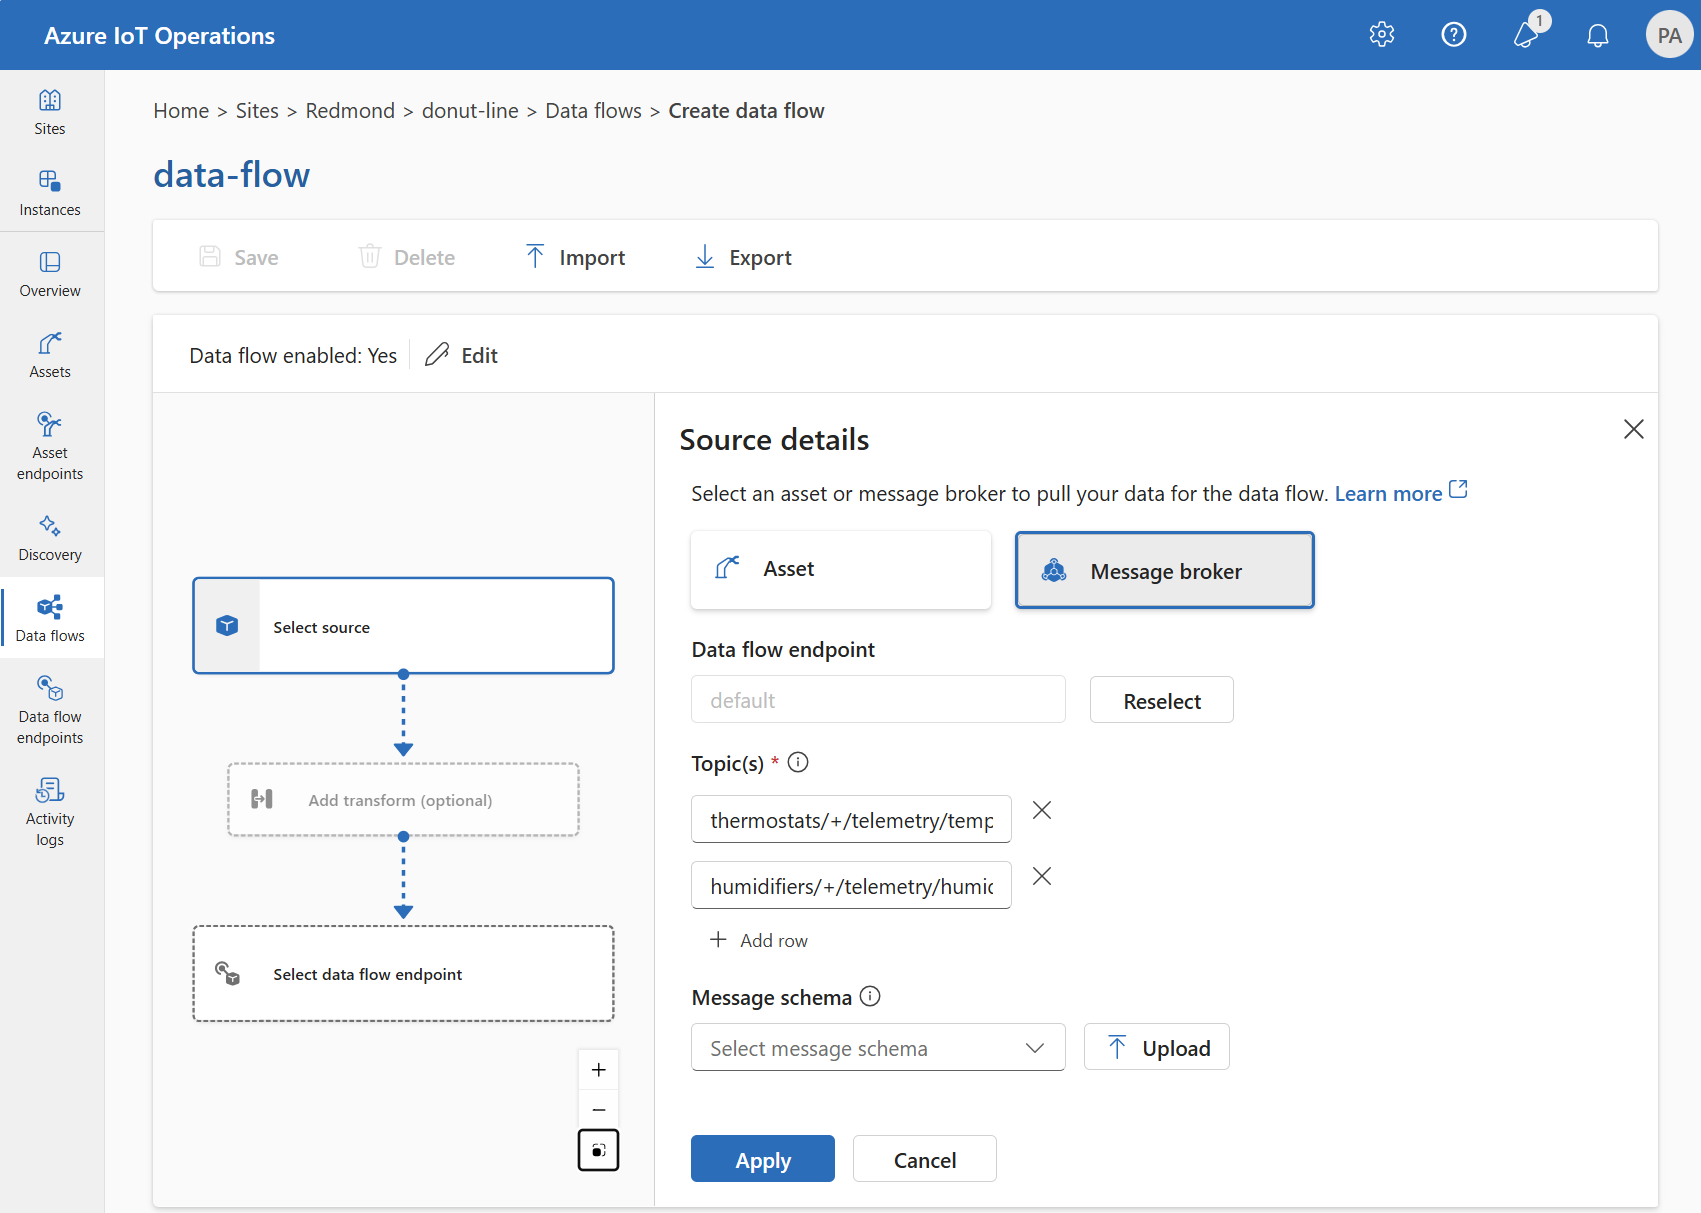 Azure IoT Operations
1
PA
Sites
Instances
Overview
Assets
Asset
endpoints
Discovery
Data flows
Data flow
endpoints
Activity
logs
Home > Sites > Redmond > donut-line > Data flows > Create data flow
data-flow
Save
Delete
Import
Export
Data flow enabled: Yes
Edit
Select source
Add transform (optional)
Select data flow endpoint
Source details
Select an asset or message broker to pull your data for the data flow. Learn more
Asset
Message broker
Data flow endpoint
default
Reselect
Topic(s) *
thermostats/+/telemetry/temp
humidifiers/+/telemetry/humid
+ Add row
Message schema
Select message schema
Upload
Apply
Cancel